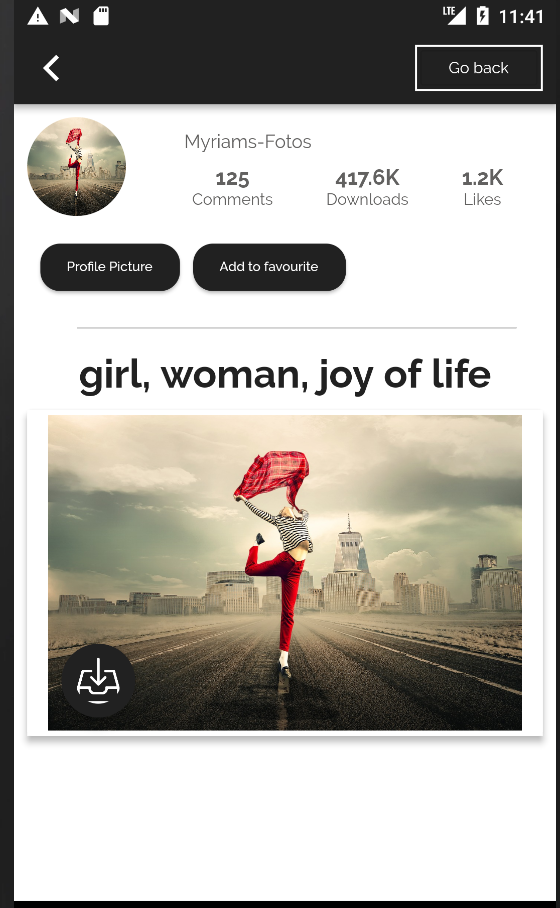 LTE 11:41
Go back
Myriams-Fotos
125 417.6K 1.2K
Comments Downloads Likes
Profile Picture Add to favourite
girl, woman, joy of life